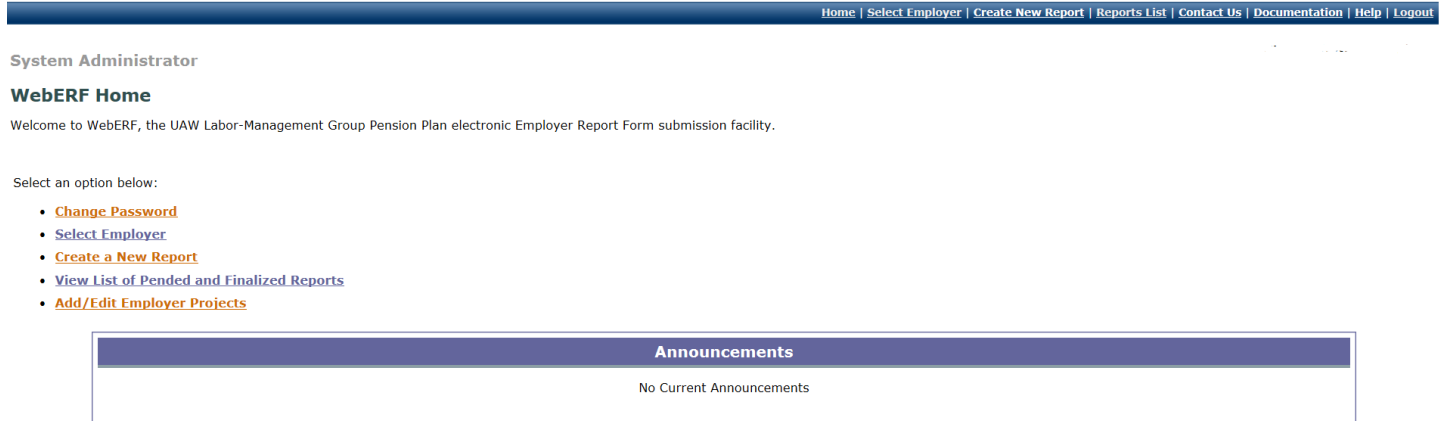 Home | Select Employer | Create New Report | Reports List | Contact Us | Documentation | Help | Logout
System Administrator
WebERF Home
Welcome to WebERF, the UAW Labor-Management Group Pension Plan electronic Employer Report Form submission facility.
Select an option below:
• Change Password
• Select Employer
• Create a New Report
• View List of Pended and Finalized Reports
• Add/Edit Employer Projects
Announcements
No Current Announcements